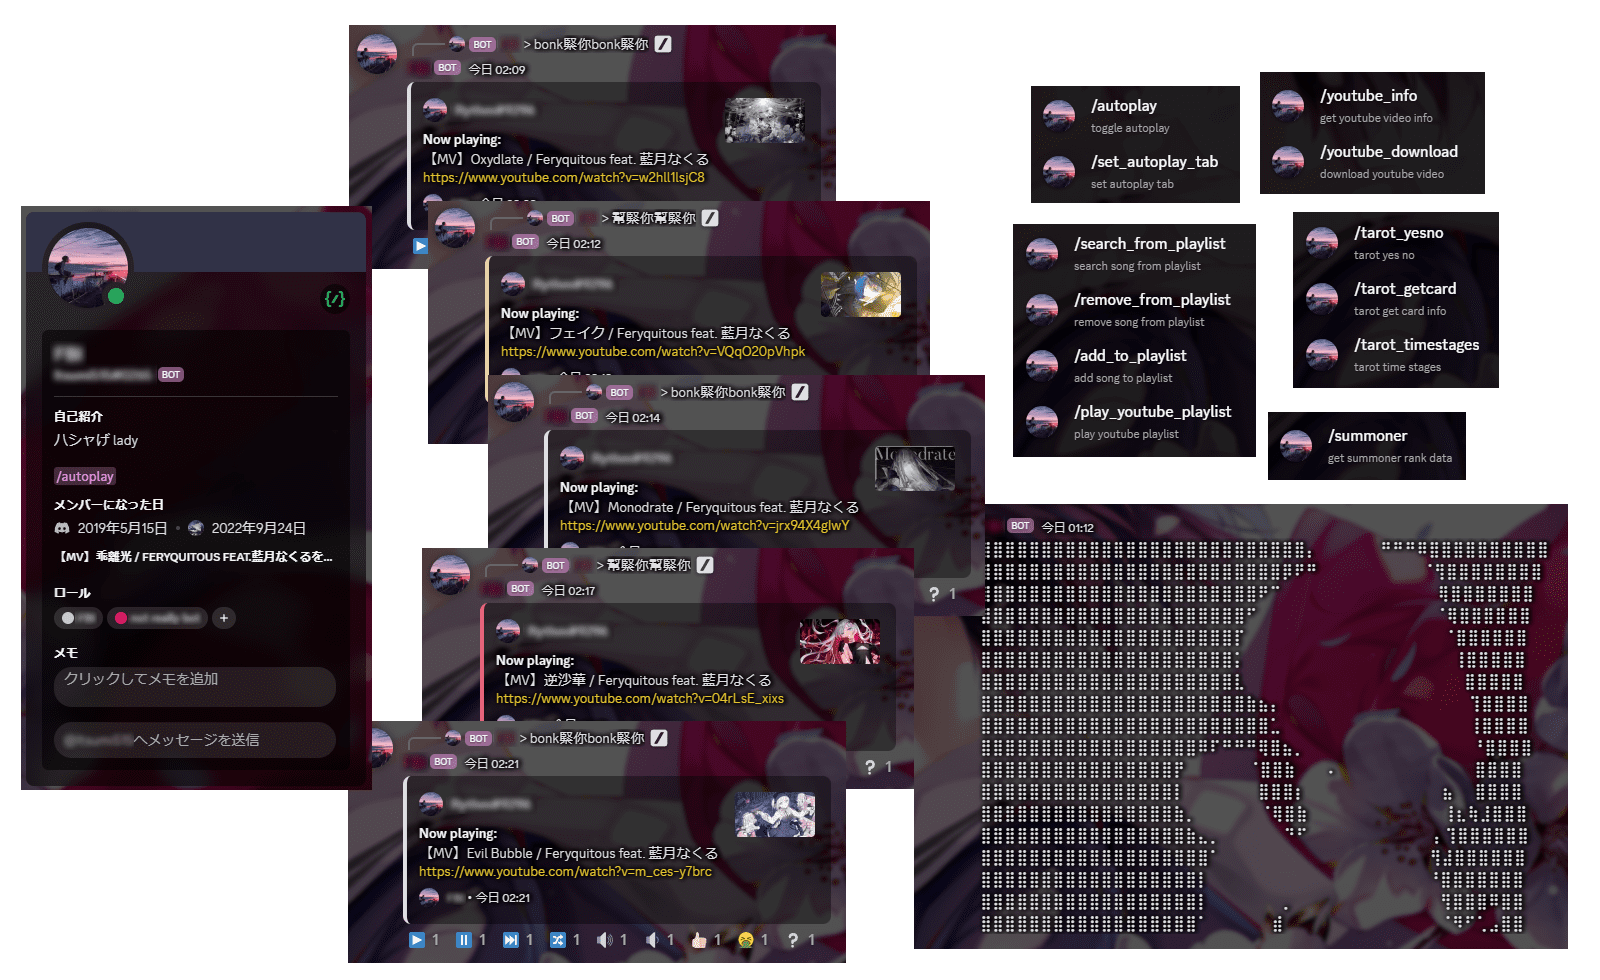 自己紹介
ハシャげ lady
/autoplay
メンバーになった日
2019年5月15日 • 2022年9月24日
【MV】乖離光 / FERYQUITOUS FEAT.藍月なくるを...
ロール
+
メモ
クリックしてメモを追加
へメッセージを送信
BOT
BOT > bonk緊你bonk緊你
BOT 今日 02:09
Now playing:
【MV】Oxydlate / Feryquitous feat. 藍月なくる
https://www.youtube.com/watch?v=w2hll1lsjC8
BOT > 幫緊你幫緊你
BOT 今日 02:12
Now playing:
【MV】フェイク / Feryquitous feat. 藍月なくる
https://www.youtube.com/watch?v=VQqO20pVhpk
BOT > bonk緊你bonk緊你
BOT 今日 02:14
Monodrate
Now playing:
【MV】Monodrate / Feryquitous feat. 藍月なくる
https://www.youtube.com/watch?v=jrx94X4glwY
? 1
BOT > 幫緊你幫緊你
BOT 今日 02:17
Now playing:
【MV】逆沙華 / Feryquitous feat. 藍月なくる
https://www.youtube.com/watch?v=04rLsE_xixs
? 1
BOT > bonk緊你bonk緊你
BOT 今日 02:21
Now playing:
【MV】Evil Bubble / Feryquitous feat. 藍月なくる
https://www.youtube.com/watch?v=m_ces-y7brc
• 今日 02:21
1 1 1 1 1 1 1 1 ? 1
/autoplay
toggle autoplay
/set_autoplay_tab
set autoplay tab
/youtube_info
get youtube video info
/youtube_download
download youtube video
/search_from_playlist
search song from playlist
/remove_from_playlist
remove song from playlist
/add_to_playlist
add song to playlist
/play_youtube_playlist
play youtube playlist
/tarot_yesno
tarot yes no
/tarot_getcard
tarot get card info
/tarot_timestages
tarot time stages
/summoner
get summoner rank data
BOT 今日 01:12